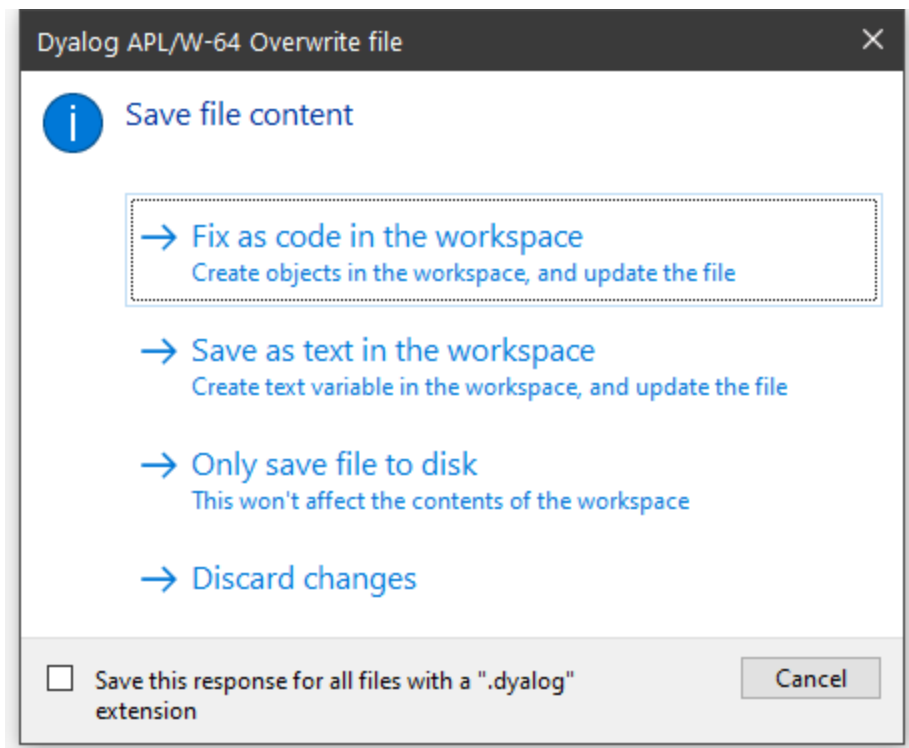 Dyalog APL/W-64 Overwrite file
Save file content
Fix as code in the workspace
Create objects in the workspace, and update the file
Save as text in the workspace
Create text variable in the workspace, and update the file
Only save file to disk
This won't affect the contents of the workspace
Discard changes
Save this response for all files with a ".dyalog"
extension
Cancel